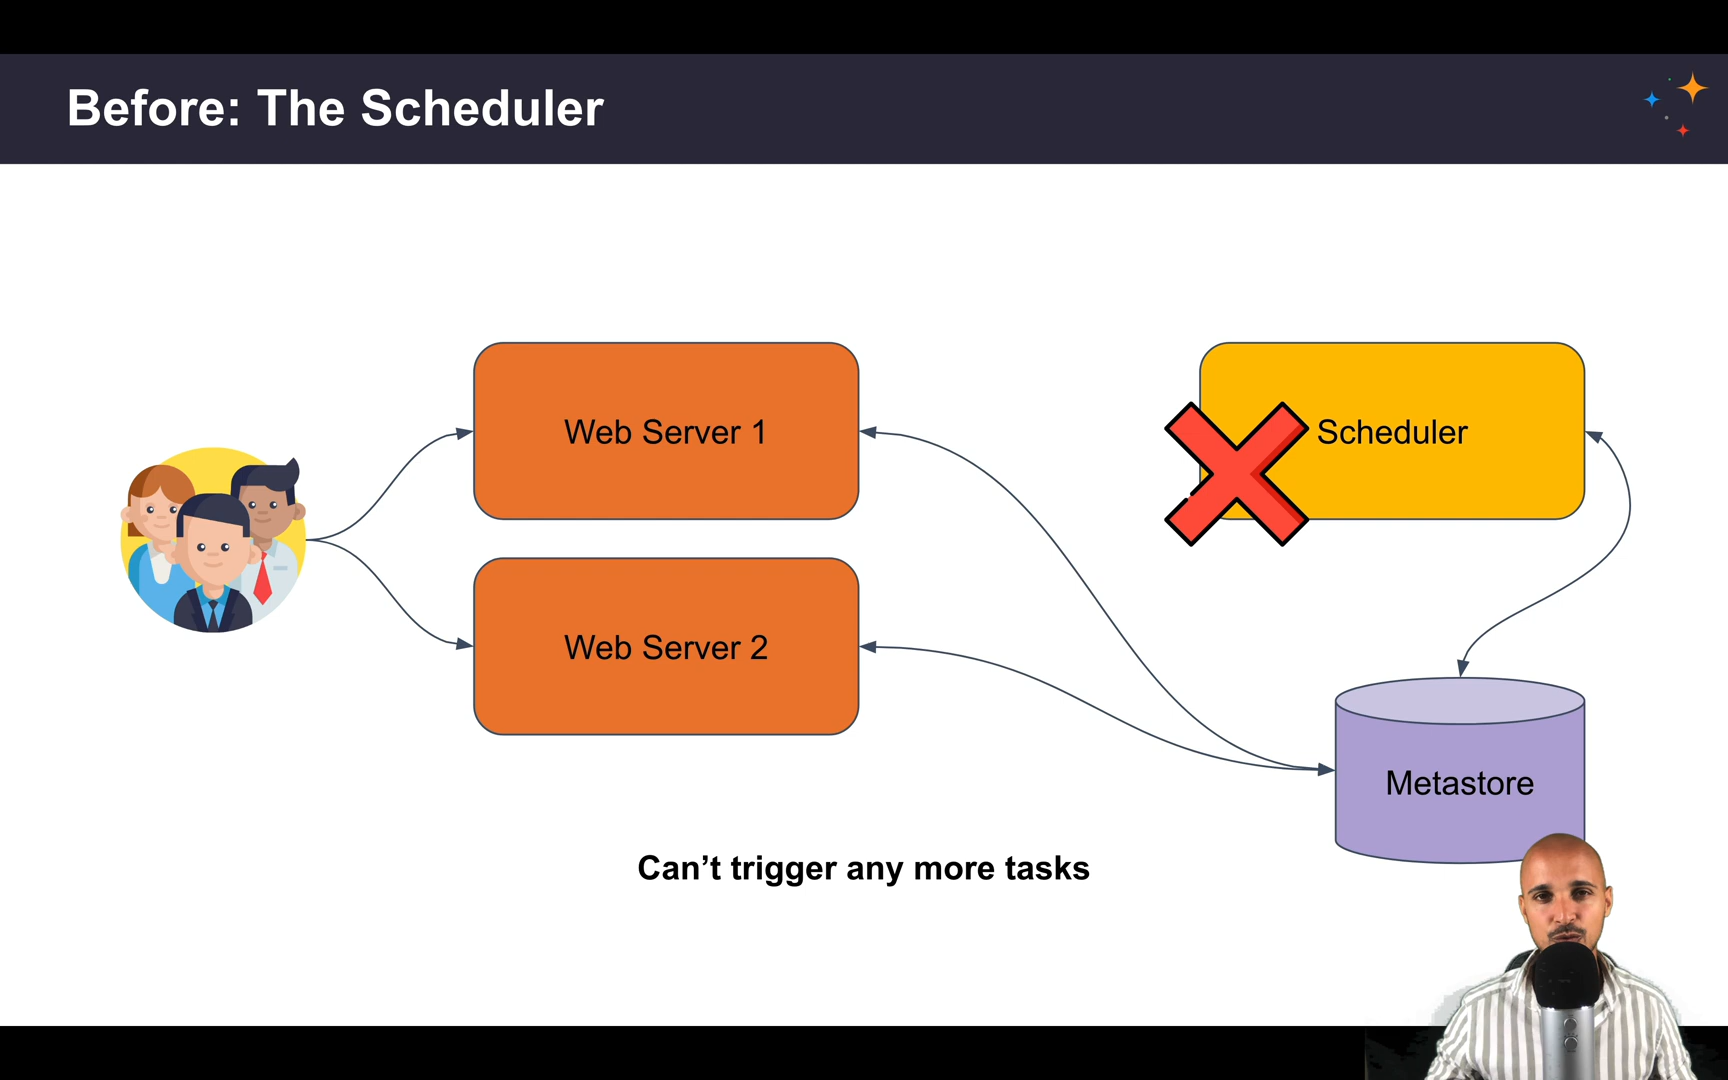 Before: The Scheduler
Web Server 1
Scheduler
Web Server 2
Metastore
Can’t trigger any more tasks